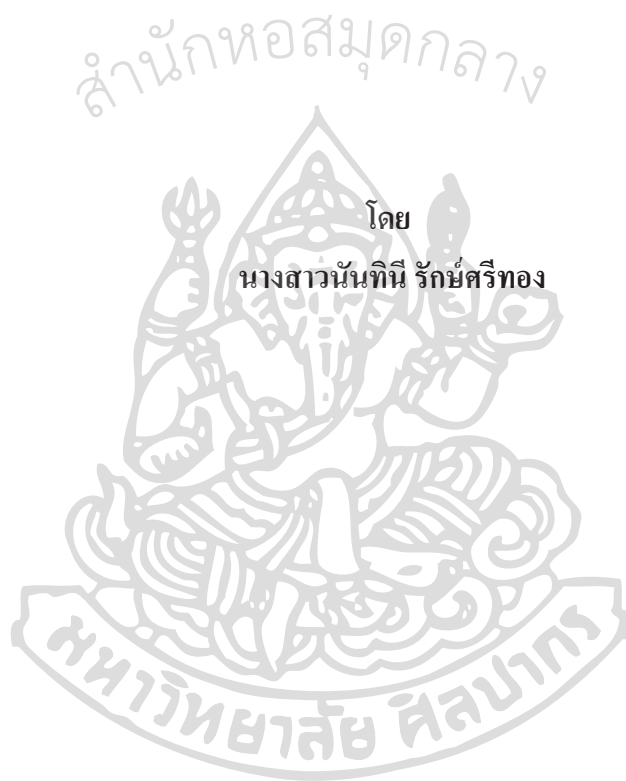 สำนักหอสมุดกลาง
โดย
นางสาวนันทินี รักษ์ศรีทอง
มหาวิทยาลัย ศิลปากร